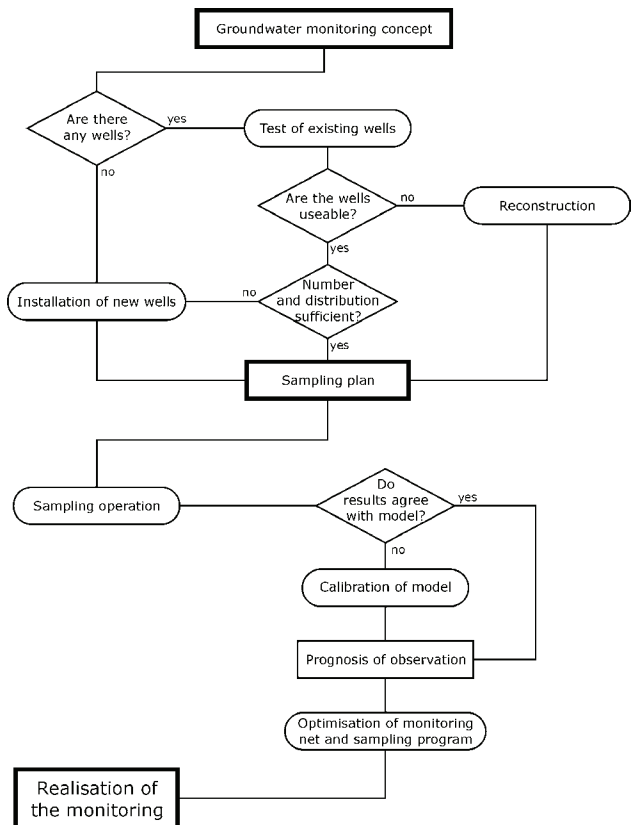 Groundwater monitoring concept
Are there
any wells?
yes
Test of existing wells
no
Are the wells
useable?
no
Reconstruction
yes
Installation of new wells
no
Number
and distribution
sufficient?
yes
Sampling plan
Sampling operation
Do
results agree
with model?
yes
no
Calibration of model
Prognosis of observation
Optimisation of monitoring
net and sampling program
Realisation of
the monitoring